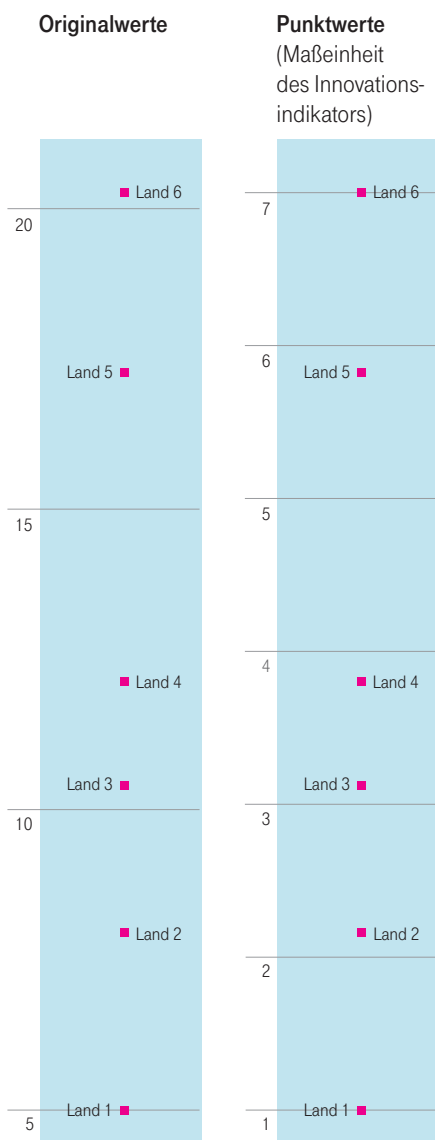 Originalwerte
Land 6
20
Land 5
15
Land 4
Land 3
10
Land 2
Land 1
5
Punktwerte
(Maßeinheit
des Innovations-
indikators)
Land 6
7
6
Land 5
5
4
Land 4
Land 3
3
Land 2
2
Land 1
1